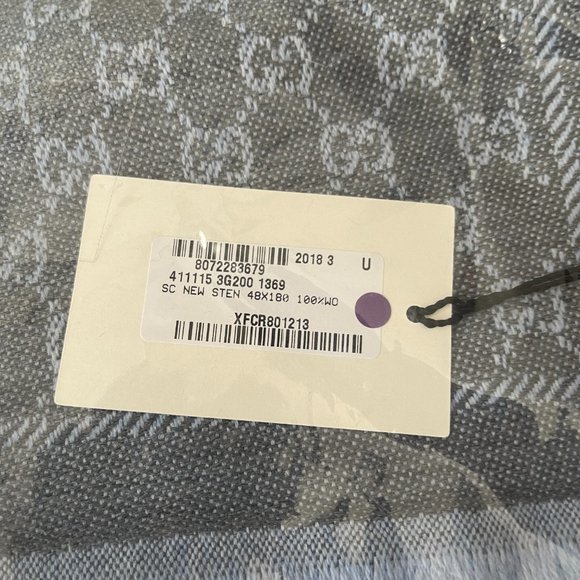 2018 3 U
8072283679
411115 3G200 1369
SC NEW STEN 48X180 100%WO
XFCR801213